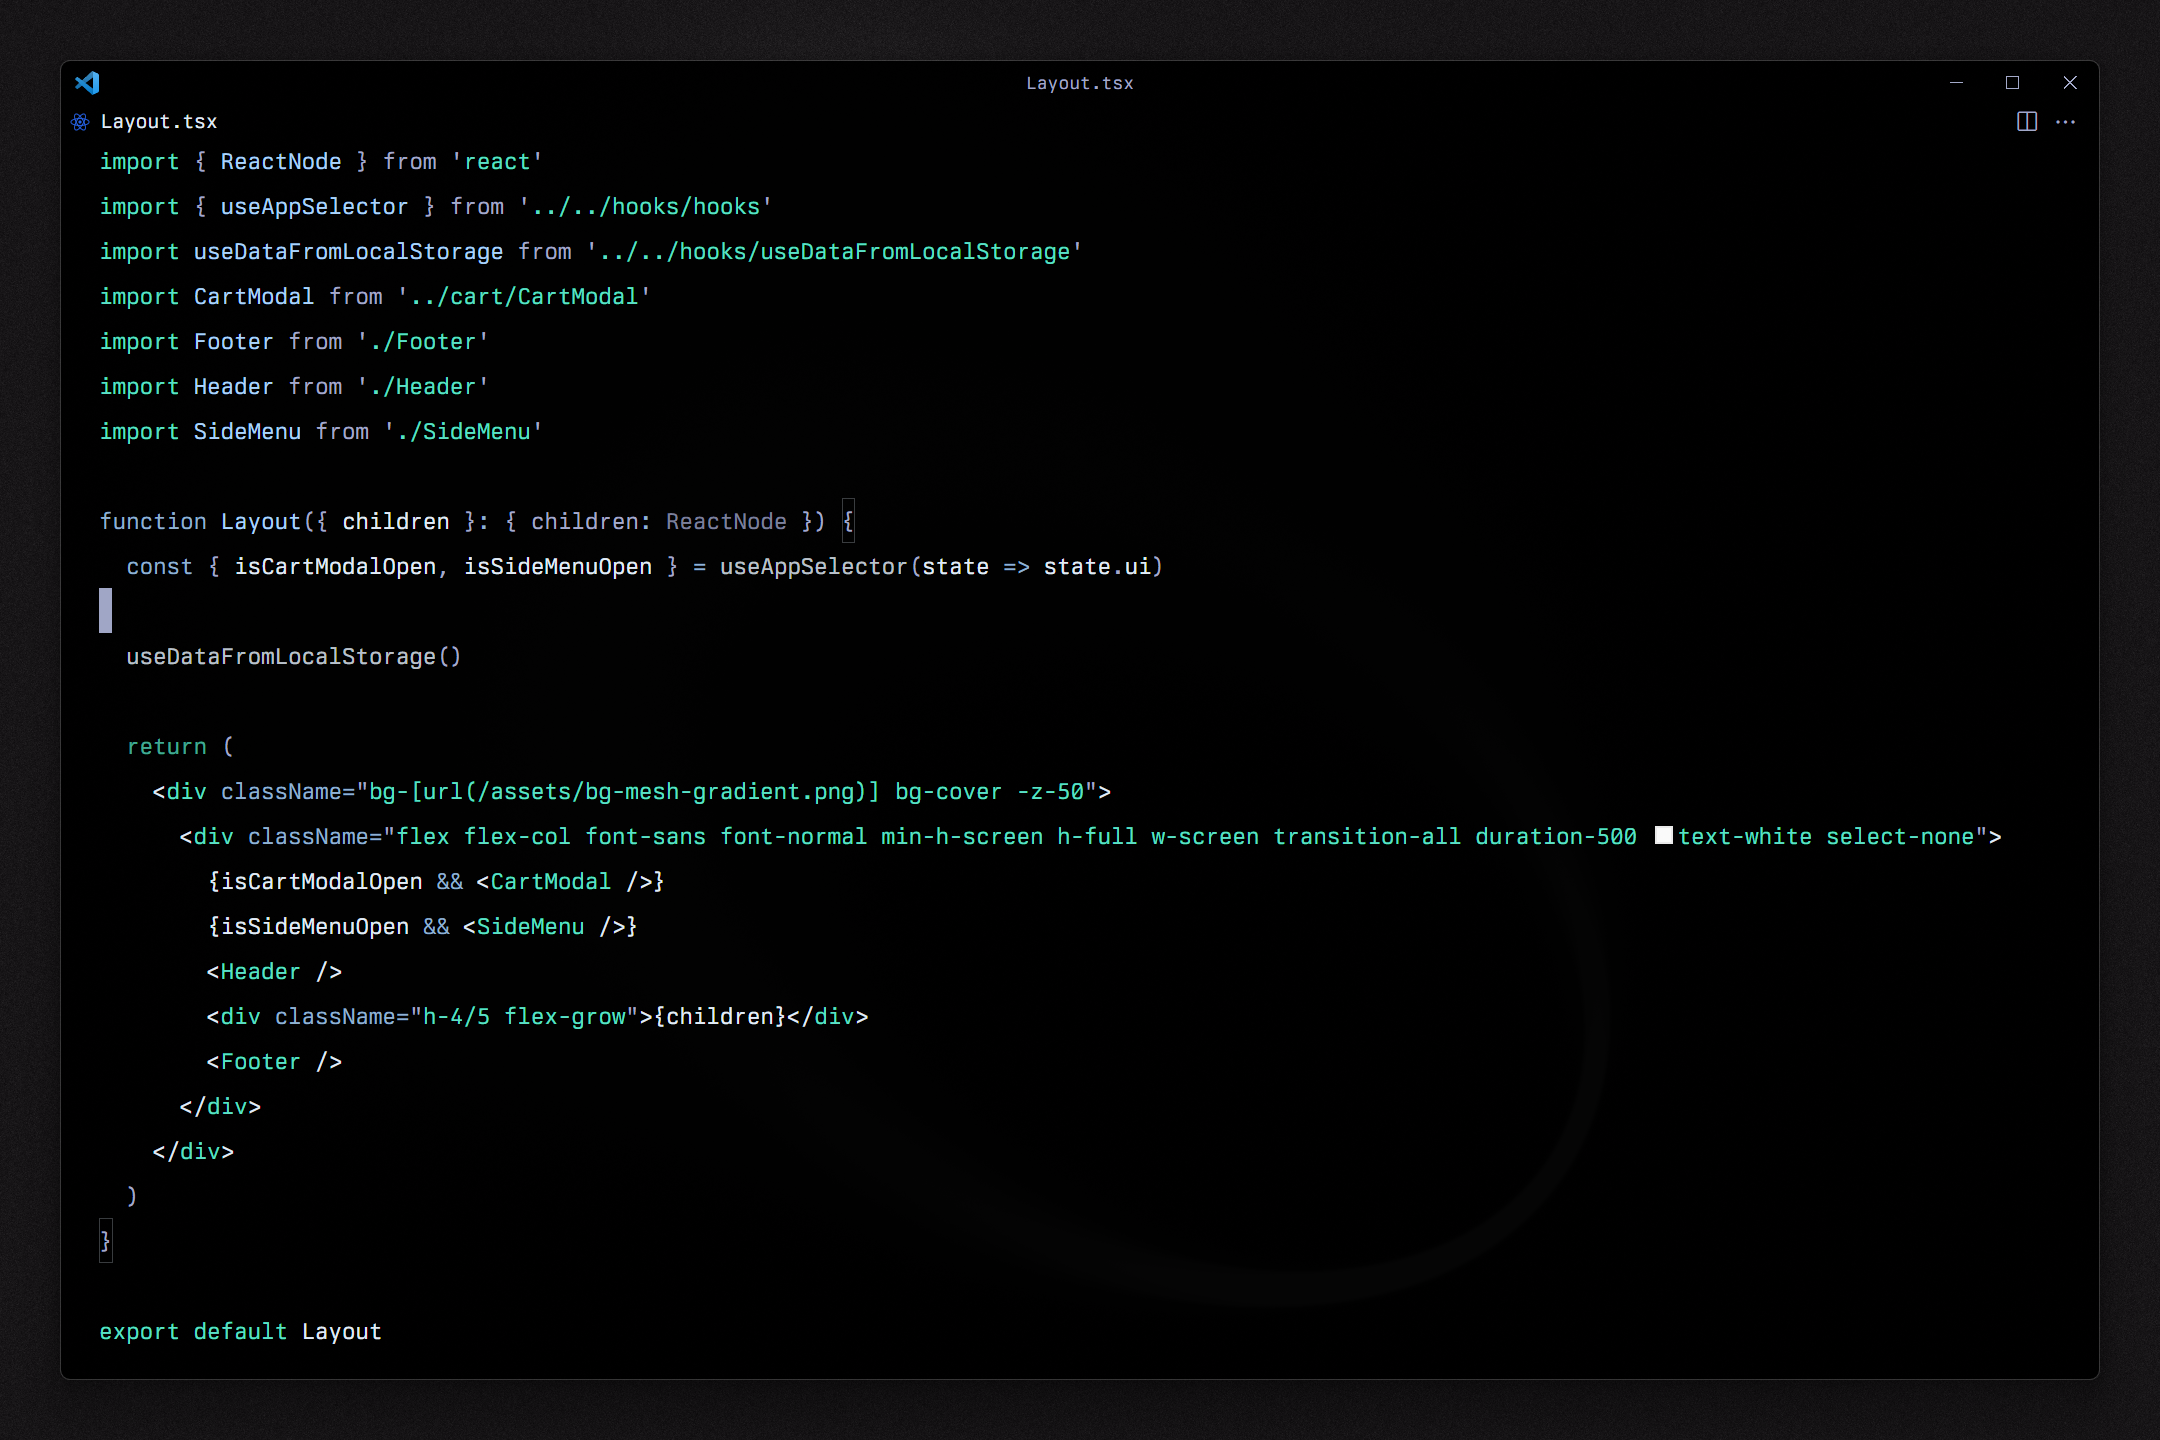 Layout.tsx
Layout.tsx
import { ReactNode } from 'react'
import { useAppSelector } from '../../hooks/hooks'
import useDataFromLocalStorage from '../../hooks/useDataFromLocalStorage'
import CartModal from '../cart/CartModal'
import Footer from './Footer'
import Header from './Header'
import SideMenu from './SideMenu'
function Layout({ children }: { children: ReactNode }) {
  const { isCartModalOpen, isSideMenuOpen } = useAppSelector(state => state.ui)
  useDataFromLocalStorage()
  return (
    <div className="bg-[url(/assets/bg-mesh-gradient.png)] bg-cover -z-50">
      <div className="flex flex-col font-sans font-normal min-h-screen h-full w-screen transition-all duration-500 text-white select-none">
        {isCartModalOpen && <CartModal />}
        {isSideMenuOpen && <SideMenu />}
        <Header />
        <div className="h-4/5 flex-grow">{children}</div>
        <Footer />
      </div>
    </div>
  )
}
export default Layout